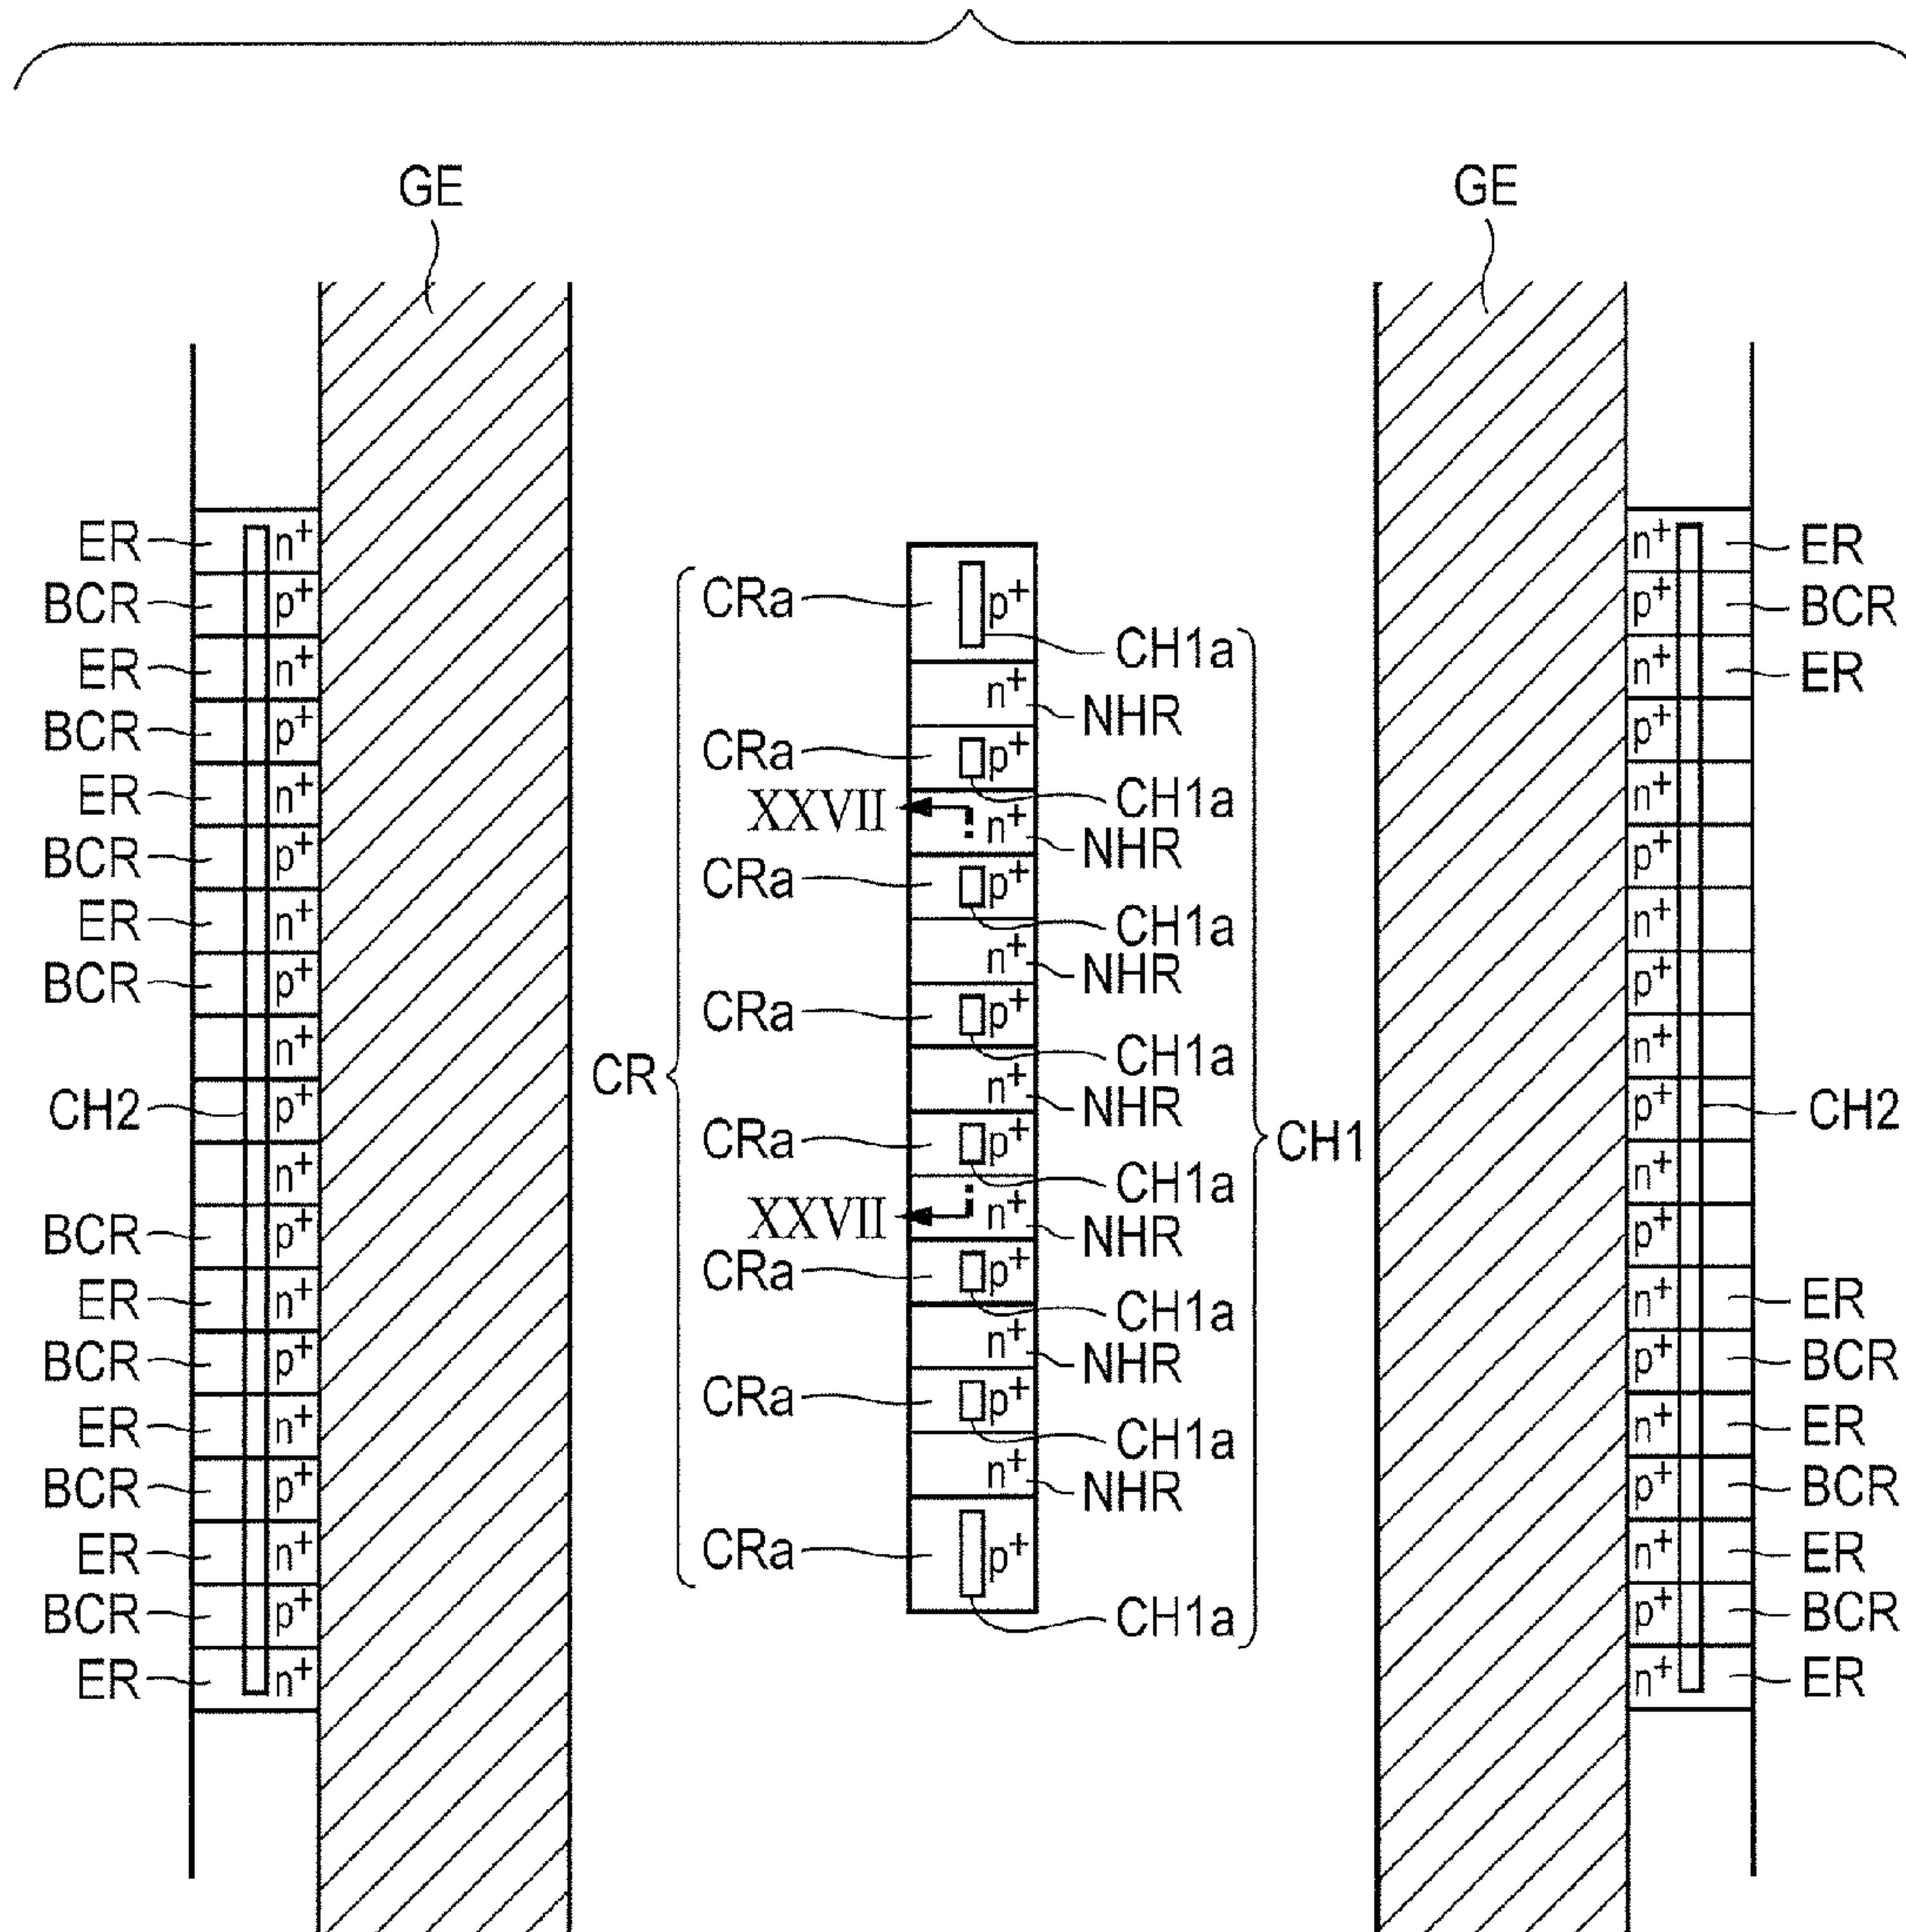 GE GE
ER n+ n+ ER
BCR p+ CRa p+ p+ BCR
ER n+ CH1a n+ ER
BCR p+ n+ NHR p+
ER n+ CRa p+ CH1a n+
BCR p+ XXVII n+ NHR p+
ER n+ CRa p+ CH1a n+
BCR p+ n+ NHR p+
n+ CRa p+ CH1a n+
CH2 p+ CR n+ NHR p+ CH2
n+ CRa p+ CH1a CH1 n+
BCR p+ XXVII n+ NHR p+
ER n+ CRa p+ CH1a n+ ER
BCR p+ n+ NHR p+ BCR
ER n+ CRa p+ CH1a n+ ER
BCR p+ n+ NHR p+ BCR
ER n+ CRa p+ n+ ER
BCR p+ CH1a p+ BCR
ER n+ n+ ER